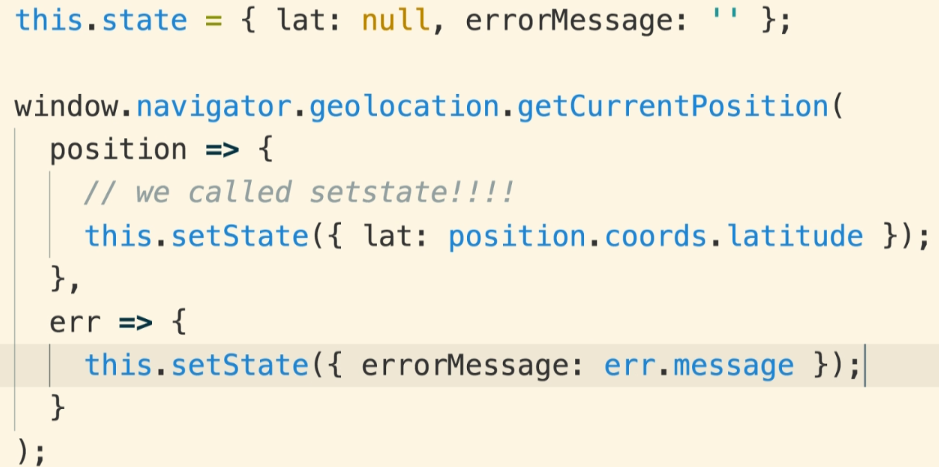 this.state = { lat: null, errorMessage: '' };

window.navigator.geolocation.getCurrentPosition(
  position => {
    // we called setstate!!!!
    this.setState({ lat: position.coords.latitude });
  },
  err => {
    this.setState({ errorMessage: err.message });
  }
);